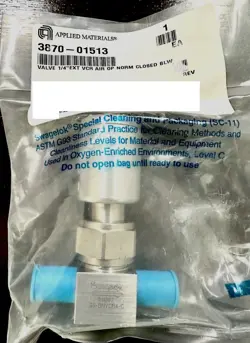 APPLIED MATERIALS®
3870-01513
EA
VALVE 1/4"EXT VCR AIR OP NORM CLOSED BLW
REV
Swagelok Special Cleaning and Packaging (SC-11)
ASTM G93 Standard Practice for Cleaning Methods and
Cleanliness Levels for Material and Equipment
Used in Oxygen-Enriched Environments, Level C
Do not open bag until ready to use
Swagelok